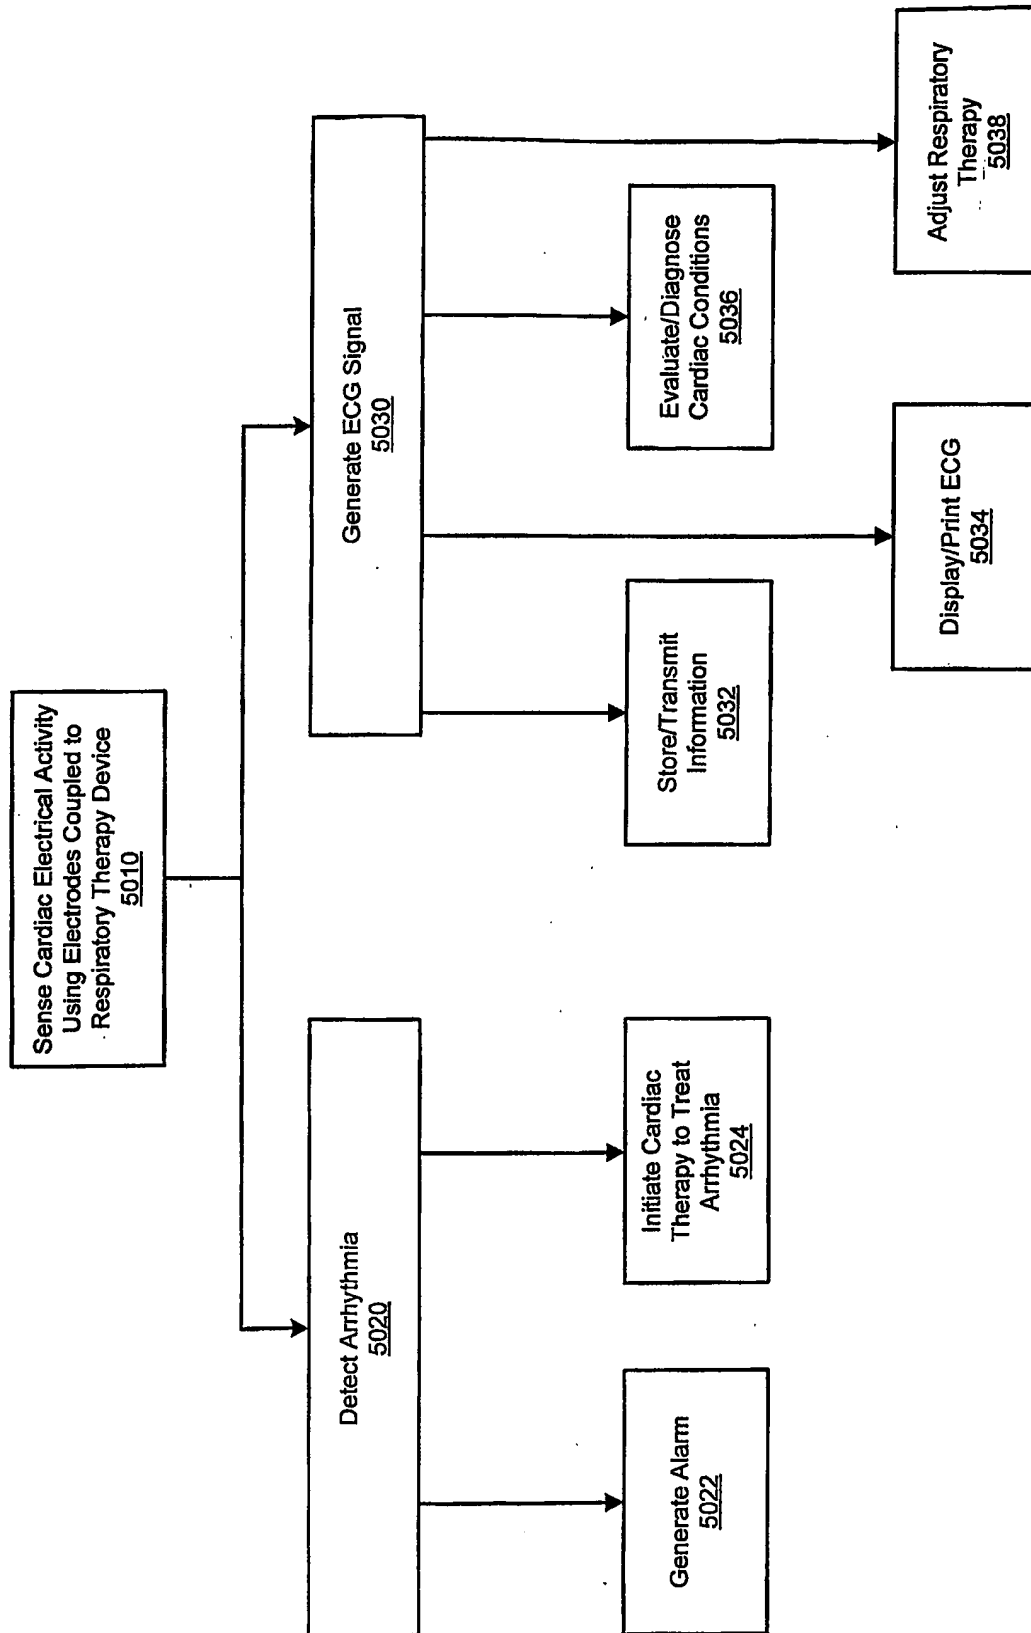 Sense Cardiac Electrical Activity
Using Electrodes Coupled to
Respiratory Therapy Device
5010
Detect Arrhythmia
5020
Generate ECG Signal
5030
Generate Alarm
5022
Initiate Cardiac
Therapy to Treat
Arrhythmia
5024
Store/Transmit
Information
5032
Evaluate/Diagnose
Cardiac Conditions
5036
Display/Print ECG
5034
Adjust Respiratory
Therapy
5038